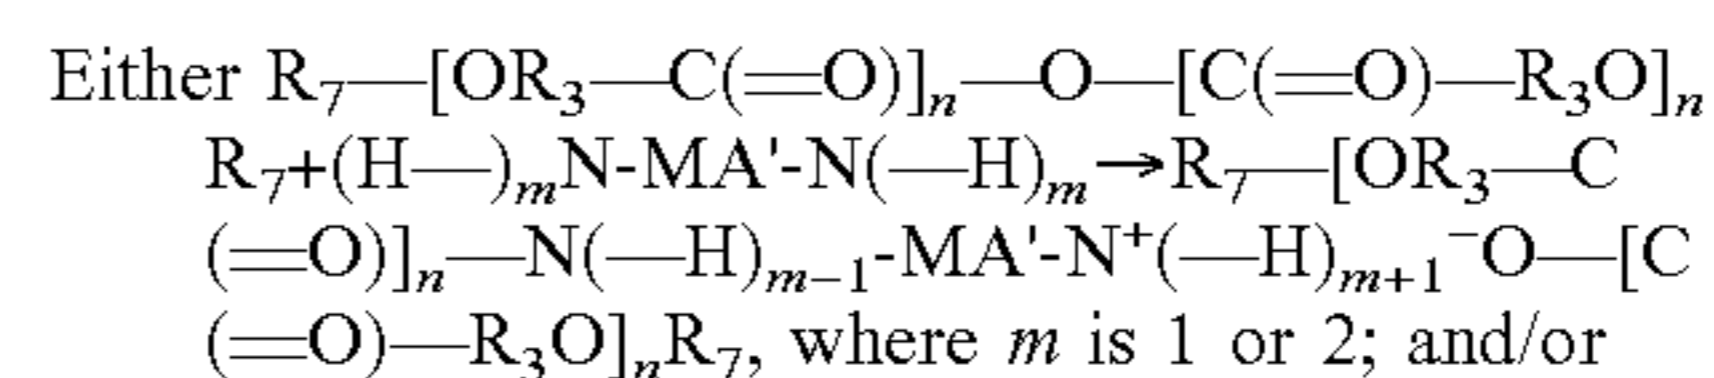 Either R₇—[OR₃—C(═O)]ₙ—O—[C(═O)—R₃O]ₙ
R₇+(H—)ₘN-MA'-N(—H)ₘ→R₇—[OR₃—C
(═O)]ₙ—N(—H)ₘ₋₁-MA'-N⁺(—H)ₘ₊₁⁻O—[C
(═O)—R₃O]ₙR₇, where m is 1 or 2; and/or